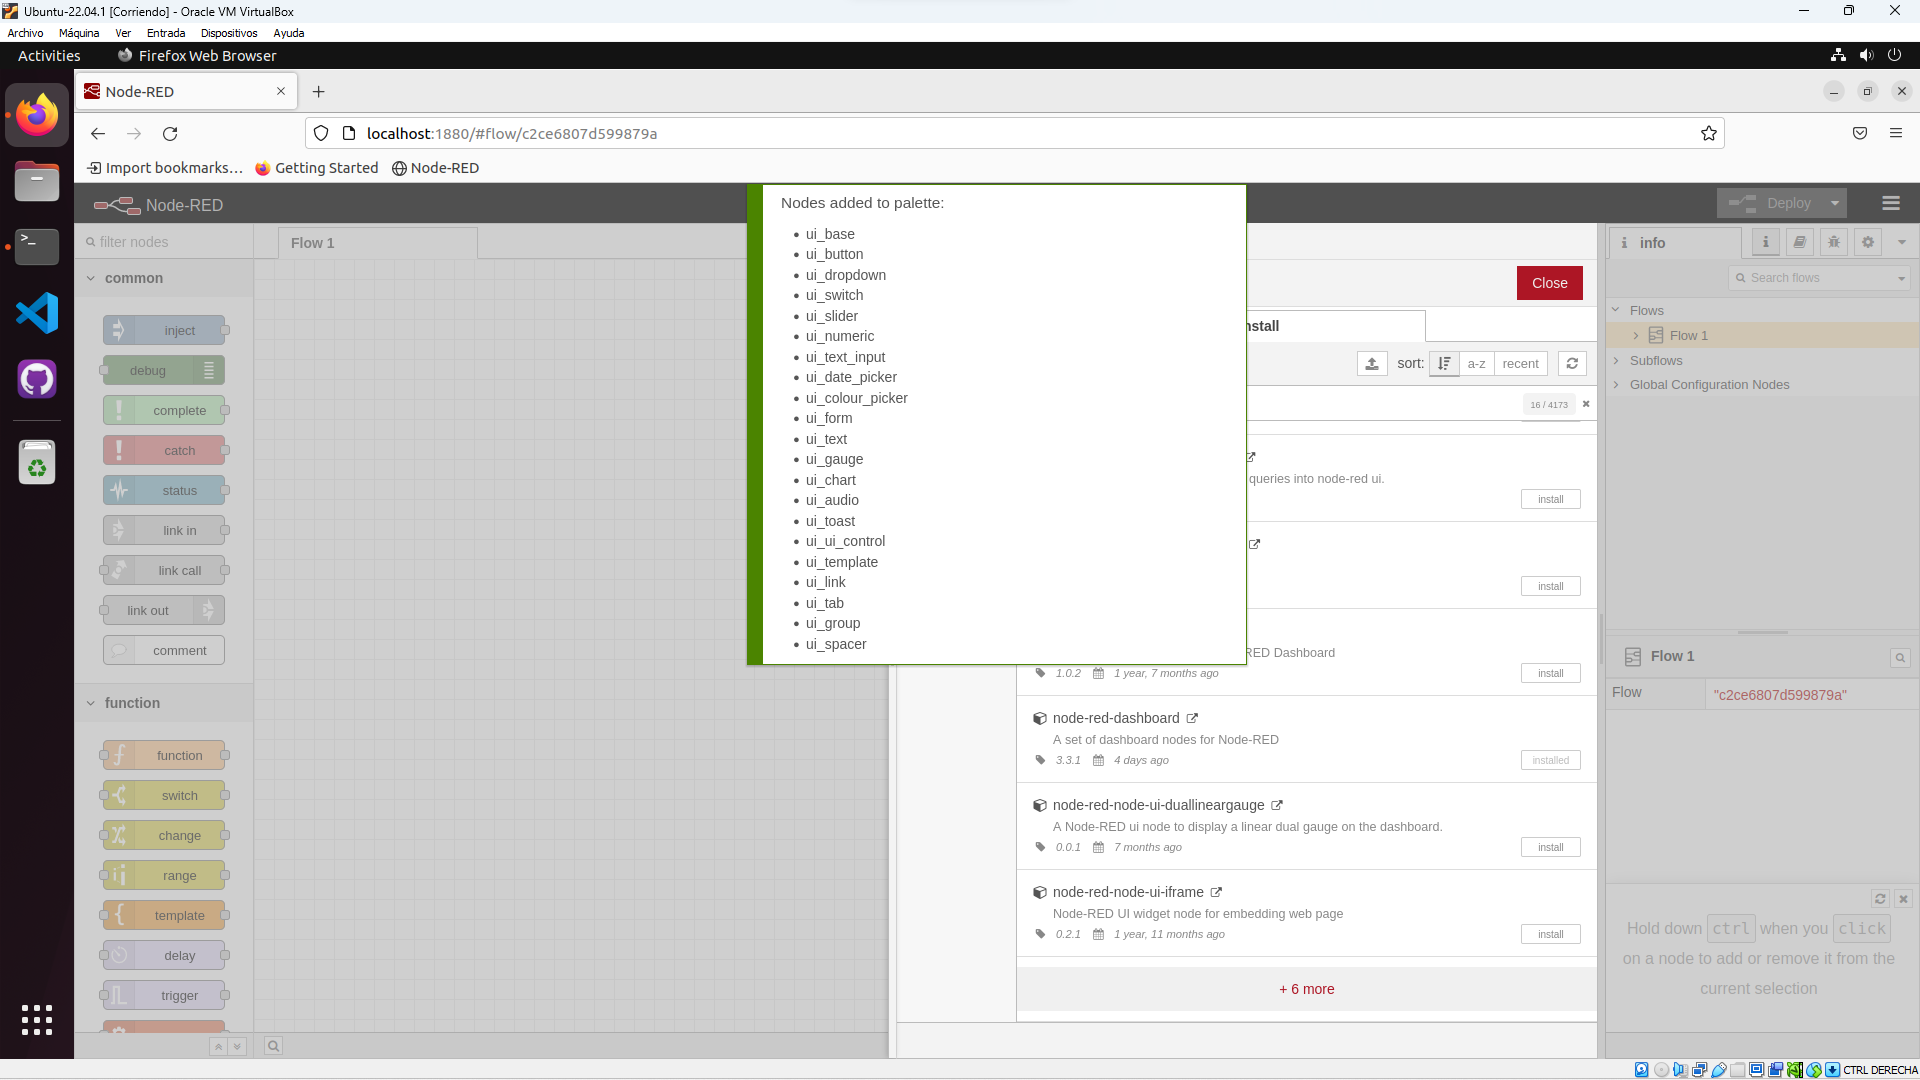 Ubuntu-22.04.1 [Corriendo] - Oracle VM VirtualBox
Archivo Máquina Ver Entrada Dispositivos Ayuda
Activities Firefox Web Browser
Node-RED
localhost:1880/#flow/c2ce6807d599879a
Import bookmarks... Getting Started Node-RED
Node-RED
Deploy
filter nodes
Flow 1
common
inject
debug
complete
catch
status
link in
link call
link out
comment
function
function
switch
change
range
template
delay
trigger
Nodes added to palette:
ui_base
ui_button
ui_dropdown
ui_switch
ui_slider
ui_numeric
ui_text_input
ui_date_picker
ui_colour_picker
ui_form
ui_text
ui_gauge
ui_chart
ui_audio
ui_toast
ui_ui_control
ui_template
ui_link
ui_tab
ui_group
ui_spacer
Close
nstall
sort: a-z recent
16 / 4173
queries into node-red ui.
install
install
RED Dashboard
1.0.2 1 year, 7 months ago
install
node-red-dashboard
A set of dashboard nodes for Node-RED
3.3.1 4 days ago
installed
node-red-node-ui-duallineargauge
A Node-RED ui node to display a linear dual gauge on the dashboard.
0.0.1 7 months ago
install
node-red-node-ui-iframe
Node-RED UI widget node for embedding web page
0.2.1 1 year, 11 months ago
install
+ 6 more
info
Search flows
Flows
Flow 1
Subflows
Global Configuration Nodes
Flow 1
Flow "c2ce6807d599879a"
Hold down ctrl when you click
on a node to add or remove it from the
current selection
CTRL DERECHA